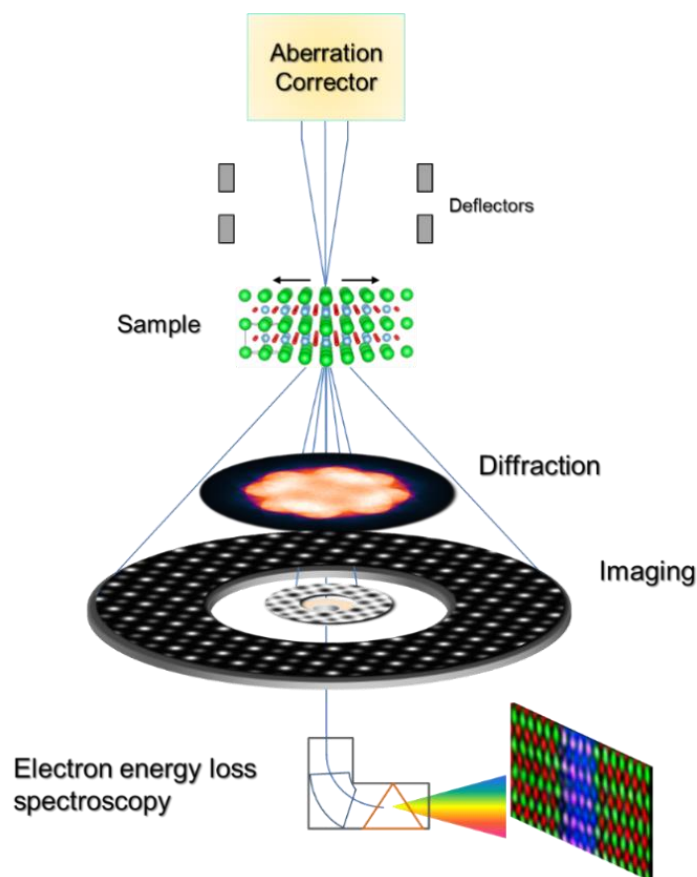 Aberration
Corrector
Deflectors
Sample
Diffraction
Imaging
Electron energy loss
spectroscopy